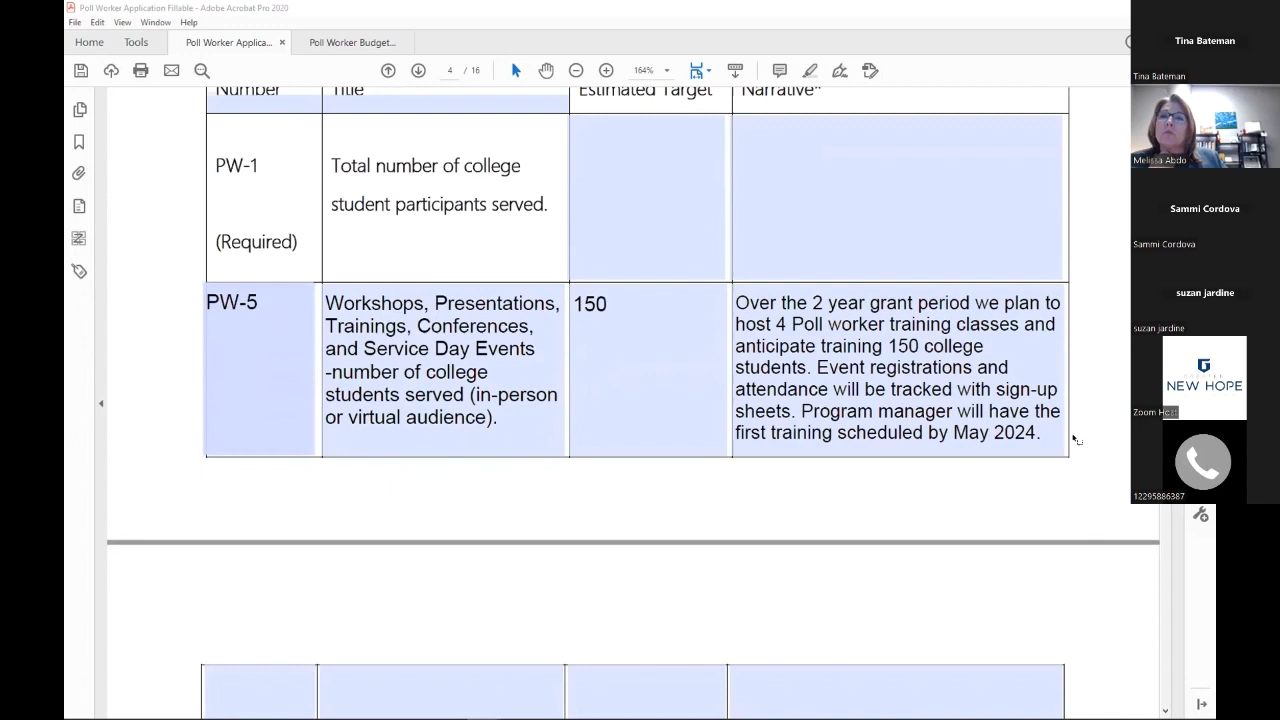 Poll Worker Application Fillable - Adobe Acrobat Pro 2020
File Edit View Window Help
Home Tools Poll Worker Applica... × Poll Worker Budget...
4 / 16 164%
Number Title Estimated Target Narrative*
PW-1
(Required)
Total number of college
student participants served.
PW-5
Workshops, Presentations,
Trainings, Conferences,
and Service Day Events
-number of college
students served (in-person
or virtual audience).
150
Over the 2 year grant period we plan to
host 4 Poll worker training classes and
anticipate training 150 college
students. Event registrations and
attendance will be tracked with sign-up
sheets. Program manager will have the
first training scheduled by May 2024.
Tina Bateman
Tina Bateman
Melissa Abdo
Sammi Cordova
Sammi Cordova
suzan jardine
suzan jardine
NEW HOPE
Zoom Host
12295886387